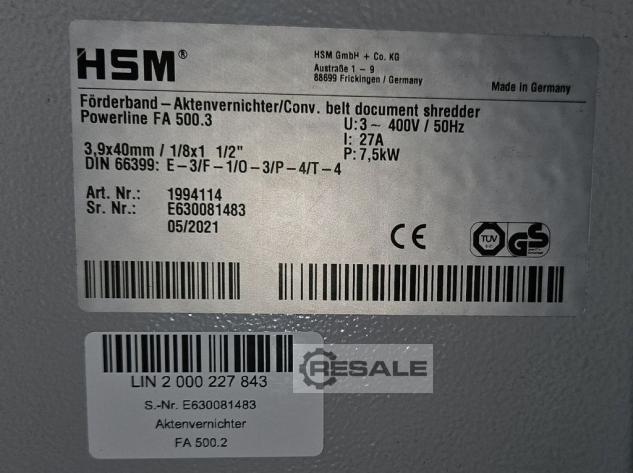 HSM®
HSM GmbH + Co. KG
Austraße 1 - 9
88699 Frickingen / Germany
Made in Germany
Förderband - Aktenvernichter/Conv. belt document shredder
Powerline FA 500.3
U: 3~ 400V / 50Hz
I: 27A
P: 7,5kW
3,9x40mm / 1/8x1 1/2"
DIN 66399: E-3/F-1/O-3/P-4/T-4
Art. Nr.: 1994114
Sr. Nr.: E630081483
05/2021
CE
TÜV
GS
LIN 2 000 227 843
S.-Nr. E630081483
Aktenvernichter
FA 500.2
RESALE